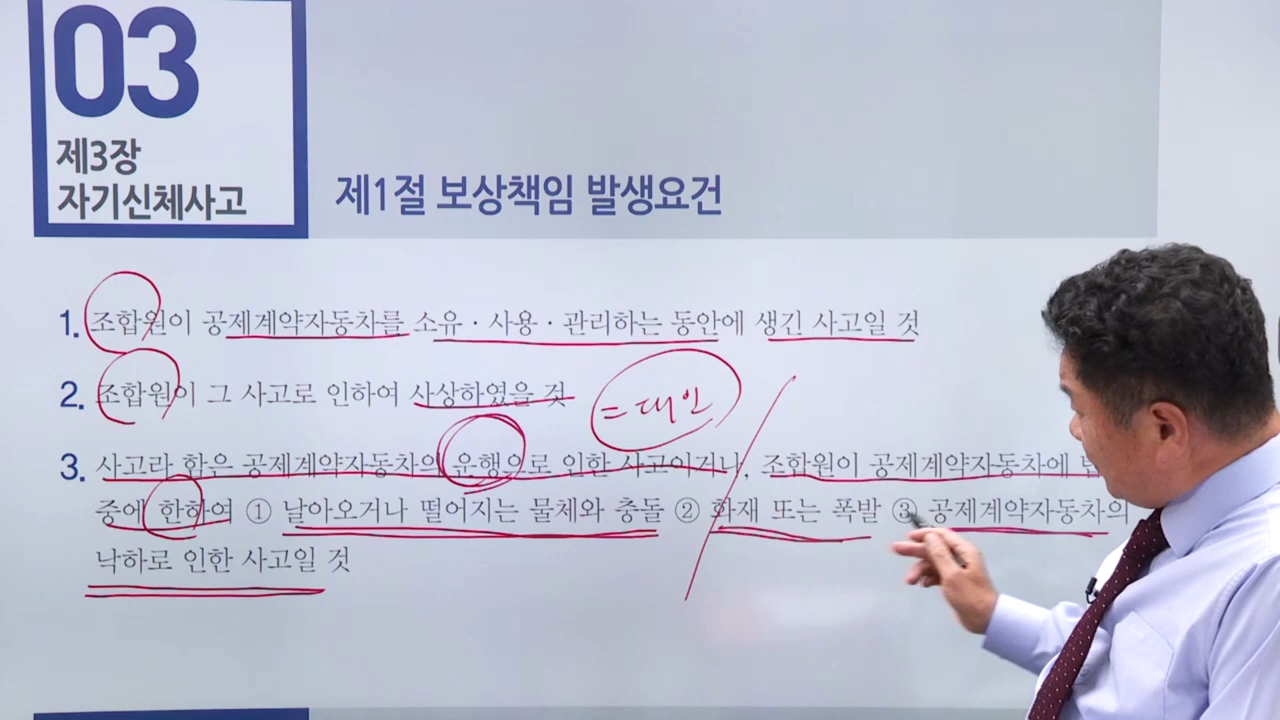 03
제3장
자기신체사고
제1절 보상책임 발생요건
1. 조합원이 공제계약자동차를 소유 · 사용 · 관리하는 동안에 생긴 사고일 것
2. 조합원이 그 사고로 인하여 사상하였을 것
= 대인
3. 사고라 함은 공제계약자동차의 운행으로 인한 사고이거나, 조합원이 공제계약자동차에
중에 한하여 ① 날아오거나 떨어지는 물체와 충돌 ② 화재 또는 폭발 ③ 공제계약자동차의
낙하로 인한 사고일 것